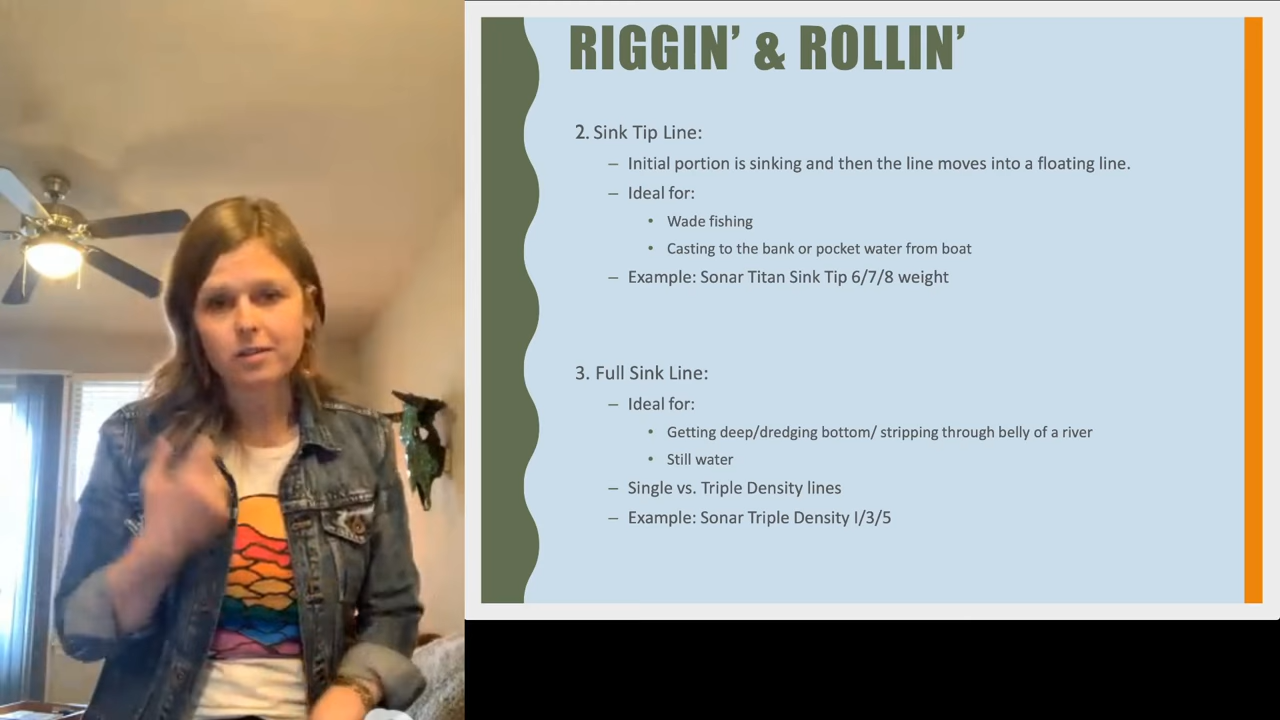 RIGGIN’ & ROLLIN’
2. Sink Tip Line:
– Initial portion is sinking and then the line moves into a floating line.
– Ideal for:
• Wade fishing
• Casting to the bank or pocket water from boat
– Example: Sonar Titan Sink Tip 6/7/8 weight
3. Full Sink Line:
– Ideal for:
• Getting deep/dredging bottom/ stripping through belly of a river
• Still water
– Single vs. Triple Density lines
– Example: Sonar Triple Density I/3/5